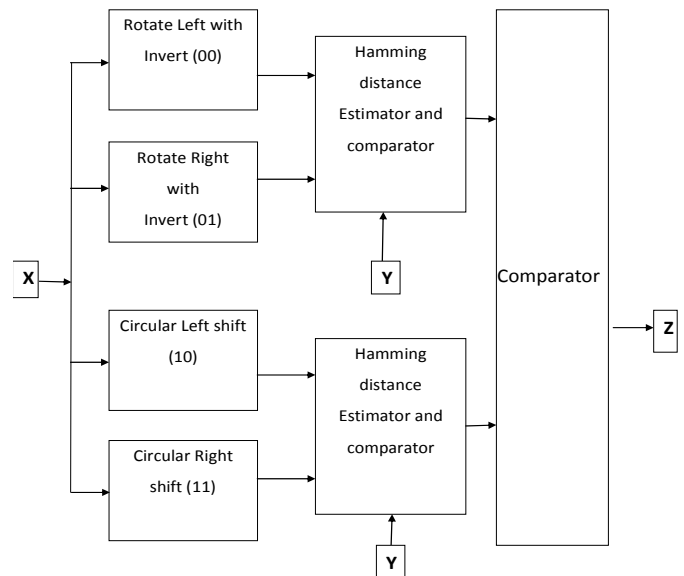 Rotate Left with
Invert (00)
Hamming
distance
Estimator and
comparator
Rotate Right
with
Invert (01)
X
Y
Comparator
Z
Circular Left shift
(10)
Hamming
distance
Estimator and
comparator
Circular Right
shift (11)
Y